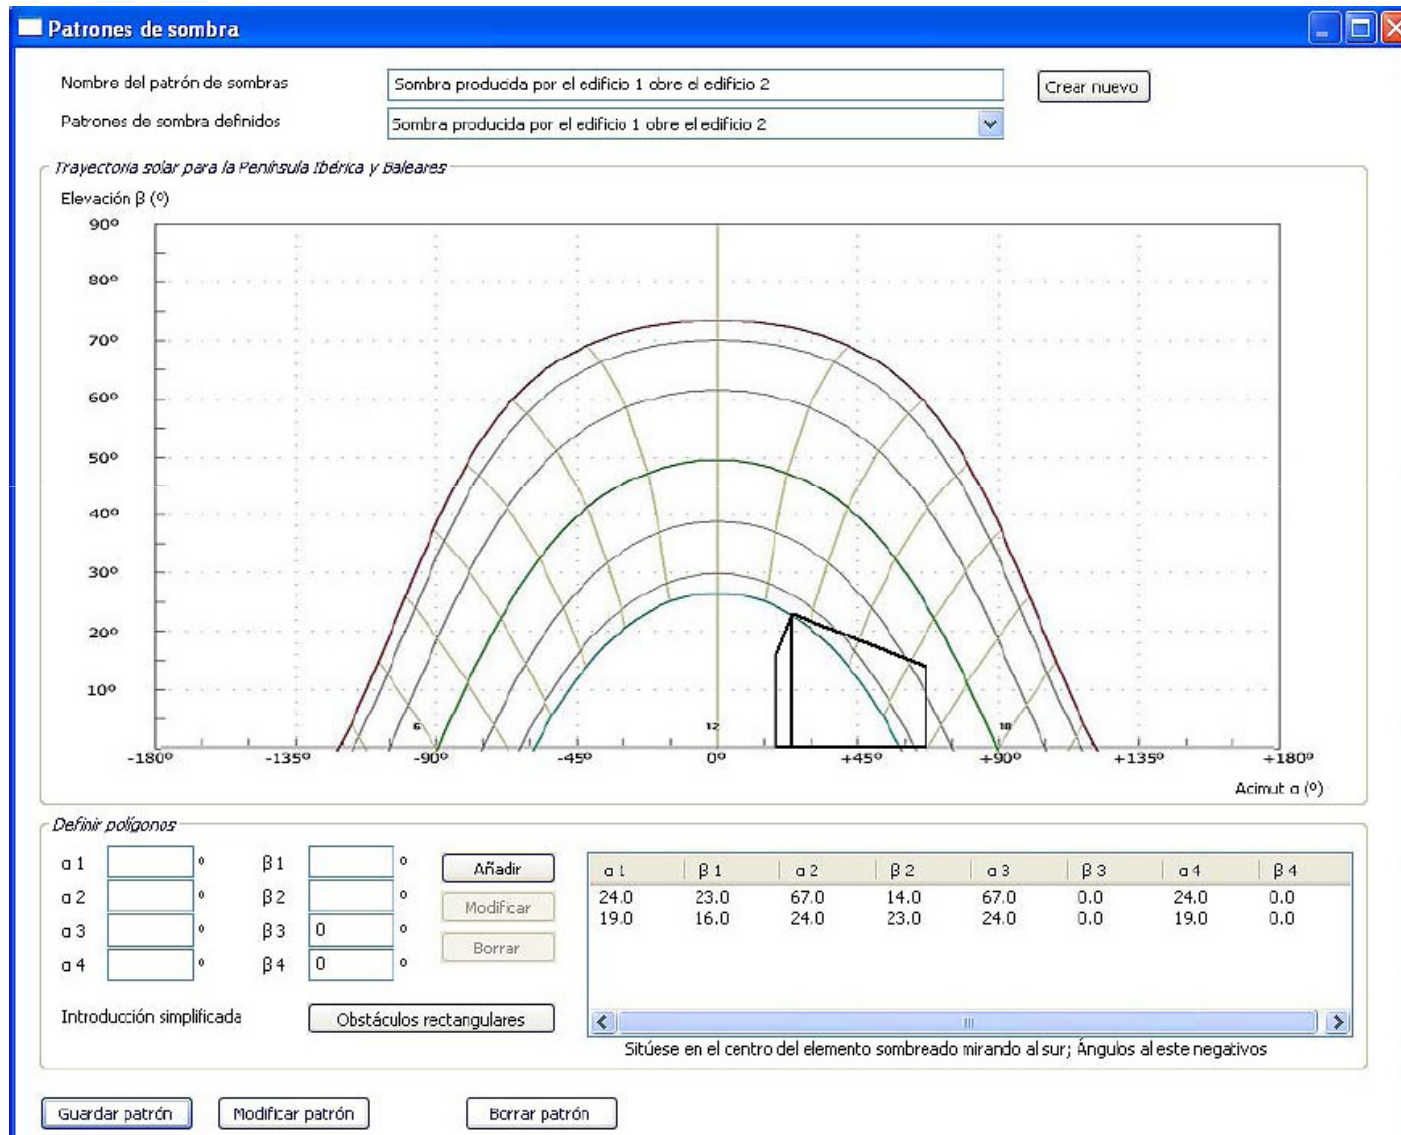 Patrones de sombra
Nombre del patrón de sombras Sombra producida por el edificio 1 obre el edificio 2 Crear nuevo
Patrones de sombra definidos Sombra producida por el edificio 1 obre el edificio 2
Trayectoria solar para la Península Ibérica y Baleares
Elevación β (º)
90º
80º
70º
60º
50º
40º
30º
20º
10º
6 12 18
-180º -135º -90º -45º 0º +45º +90º +135º +180º
Acimut α (º)
Definir polígonos
α 1 º β 1 º Añadir
α 2 º β 2 º Modificar
α 3 º β 3 0 º Borrar
α 4 º β 4 0 º
α 1 β 1 α 2 β 2 α 3 β 3 α 4 β 4
24.0 23.0 67.0 14.0 67.0 0.0 24.0 0.0
19.0 16.0 24.0 23.0 24.0 0.0 19.0 0.0
Introducción simplificada Obstáculos rectangulares
Sitúese en el centro del elemento sombreado mirando al sur; Ángulos al este negativos
Guardar patrón Modificar patrón Borrar patrón